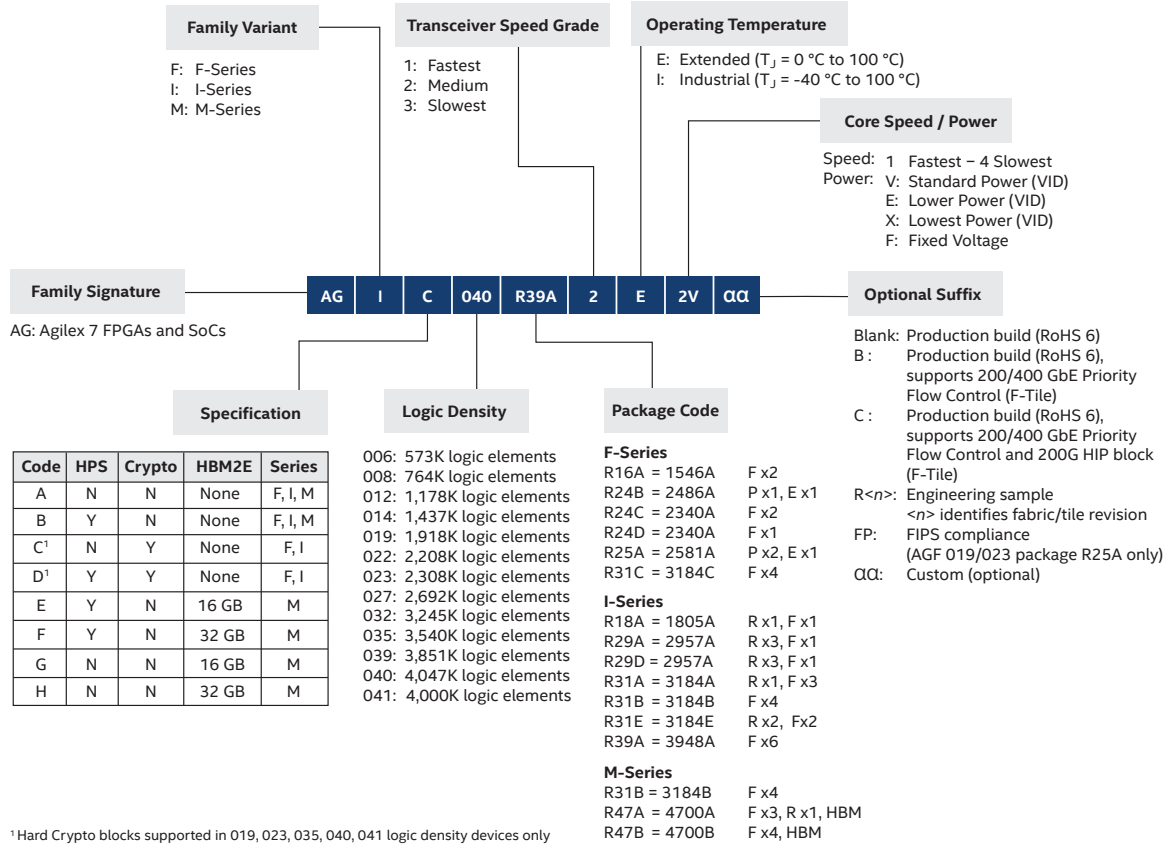 Family Variant
F: F-Series
I: I-Series
M: M-Series
Transceiver Speed Grade
1: Fastest
2: Medium
3: Slowest
Operating Temperature
E: Extended (TJ = 0 °C to 100 °C)
I: Industrial (TJ = -40 °C to 100 °C)
Core Speed / Power
Speed: 1 Fastest – 4 Slowest
Power: V: Standard Power (VID)
E: Lower Power (VID)
X: Lowest Power (VID)
F: Fixed Voltage
Family Signature
AG: Agilex 7 FPGAs and SoCs
AG I C 040 R39A 2 E 2V αα
Optional Suffix
Blank: Production build (RoHS 6)
B : Production build (RoHS 6),
supports 200/400 GbE Priority
Flow Control (F-Tile)
C : Production build (RoHS 6),
supports 200/400 GbE Priority
Flow Control and 200G HIP block
(F-Tile)
R<n>: Engineering sample
<n> identifies fabric/tile revision
FP: FIPS compliance
(AGF 019/023 package R25A only)
αα: Custom (optional)
Specification
Code HPS Crypto HBM2E Series
A N N None F, I, M
B Y N None F, I, M
C¹ N Y None F, I
D¹ Y Y None F, I
E Y N 16 GB M
F Y N 32 GB M
G N N 16 GB M
H N N 32 GB M
Logic Density
006: 573K logic elements
008: 764K logic elements
012: 1,178K logic elements
014: 1,437K logic elements
019: 1,918K logic elements
022: 2,208K logic elements
023: 2,308K logic elements
027: 2,692K logic elements
032: 3,245K logic elements
035: 3,540K logic elements
039: 3,851K logic elements
040: 4,047K logic elements
041: 4,000K logic elements
Package Code
F-Series
R16A = 1546A F x2
R24B = 2486A P x1, E x1
R24C = 2340A F x2
R24D = 2340A F x1
R25A = 2581A P x2, E x1
R31C = 3184C F x4
I-Series
R18A = 1805A R x1, F x1
R29A = 2957A R x3, F x1
R29D = 2957A R x3, F x1
R31A = 3184A R x1, F x3
R31B = 3184B F x4
R31E = 3184E R x2, Fx2
R39A = 3948A F x6
M-Series
R31B = 3184B F x4
R47A = 4700A F x3, R x1, HBM
R47B = 4700B F x4, HBM
¹ Hard Crypto blocks supported in 019, 023, 035, 040, 041 logic density devices only